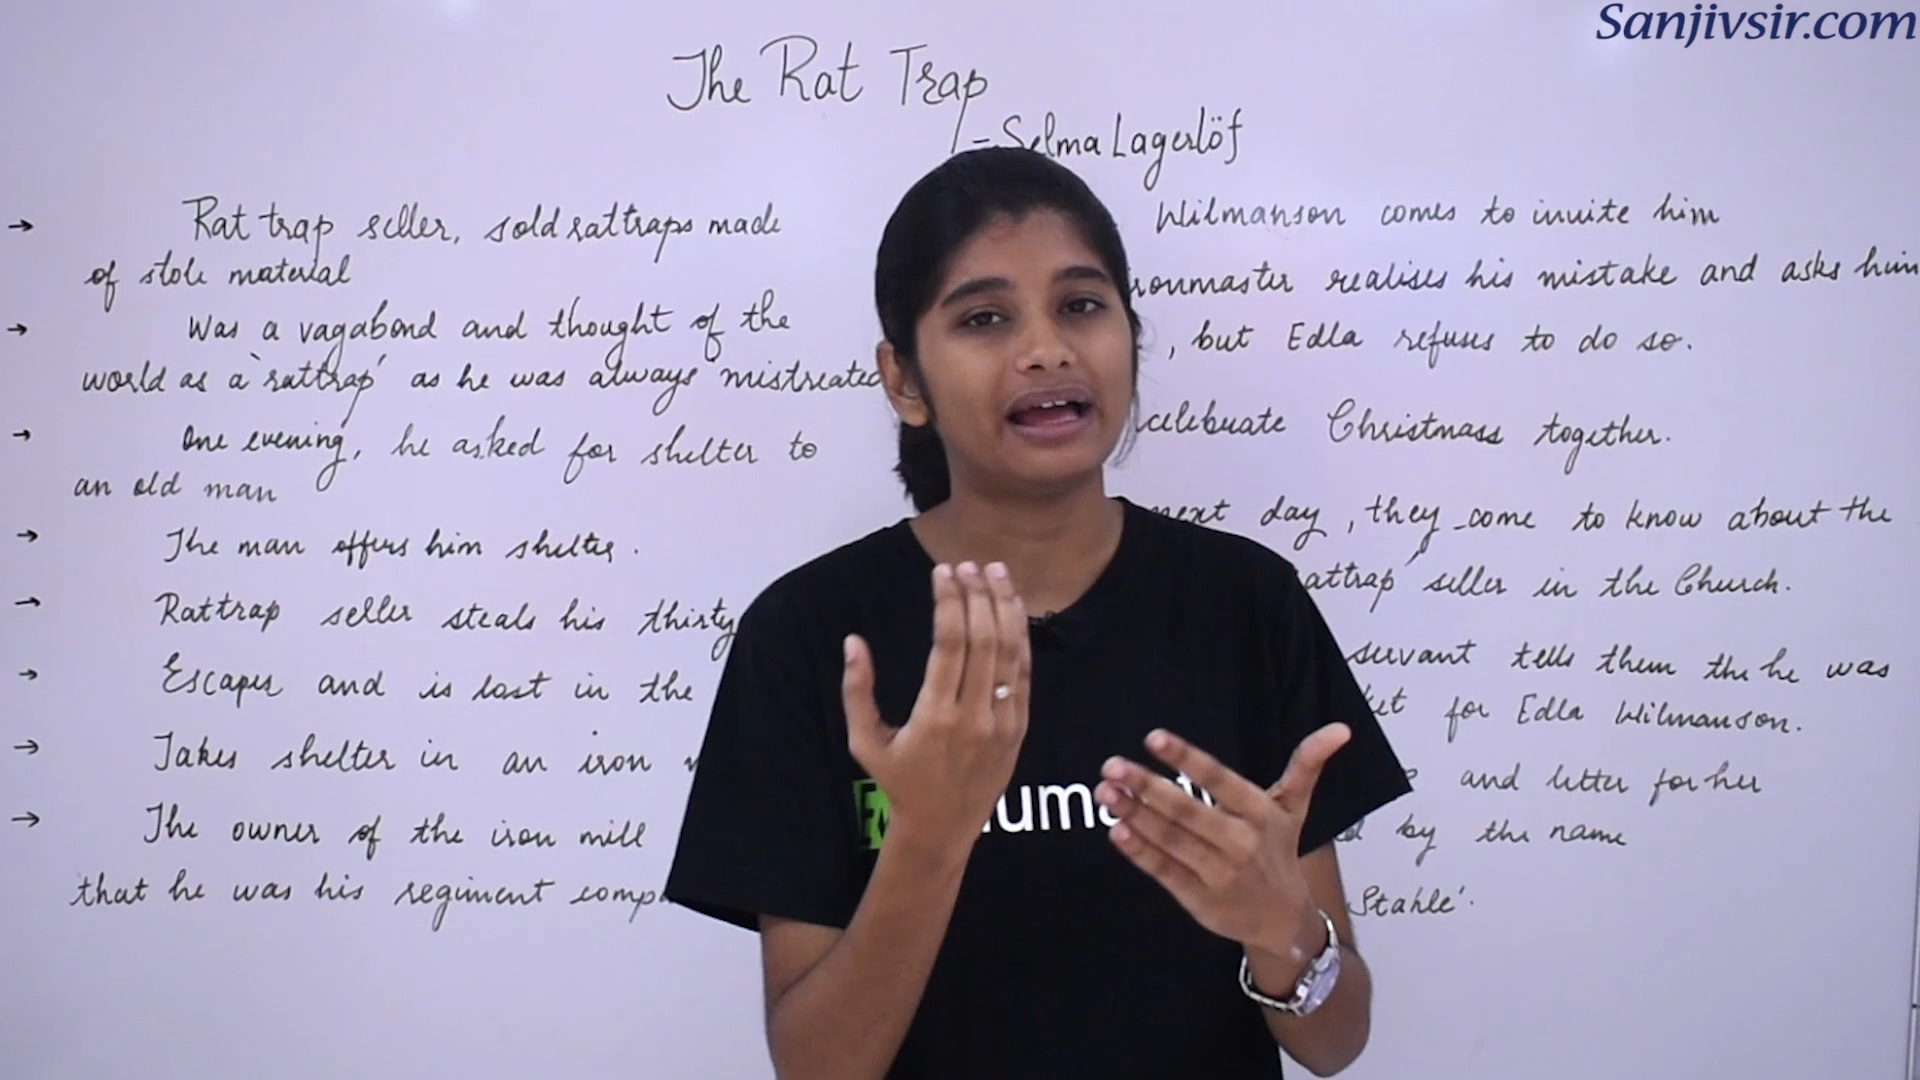 Sanjivsir.com
The Rat Trap
- Selma Lagerlöf
→ Rat trap seller, sold rattraps made
of stole material
→ Was a vagabond and thought of the
world as a 'rattrap' as he was always mistreated
→ One evening, he asked for shelter to
an old man
→ The man offers him shelter.
→ Rattrap seller steals his thirty
→ Escapes and is lost in the
→ Takes shelter in an iron
→ The owner of the iron mill
that he was his regiment comp
Wilmanson comes to invite him
ronmaster realises his mistake and asks him
, but Edla refuses to do so.
celebrate Christmass together.
next day, they come to know about the
attrap' seller in the Church.
servant tells them the he was
ket for Edla Wilmanson.
and letter for her
by the name
Stahle'.
uma